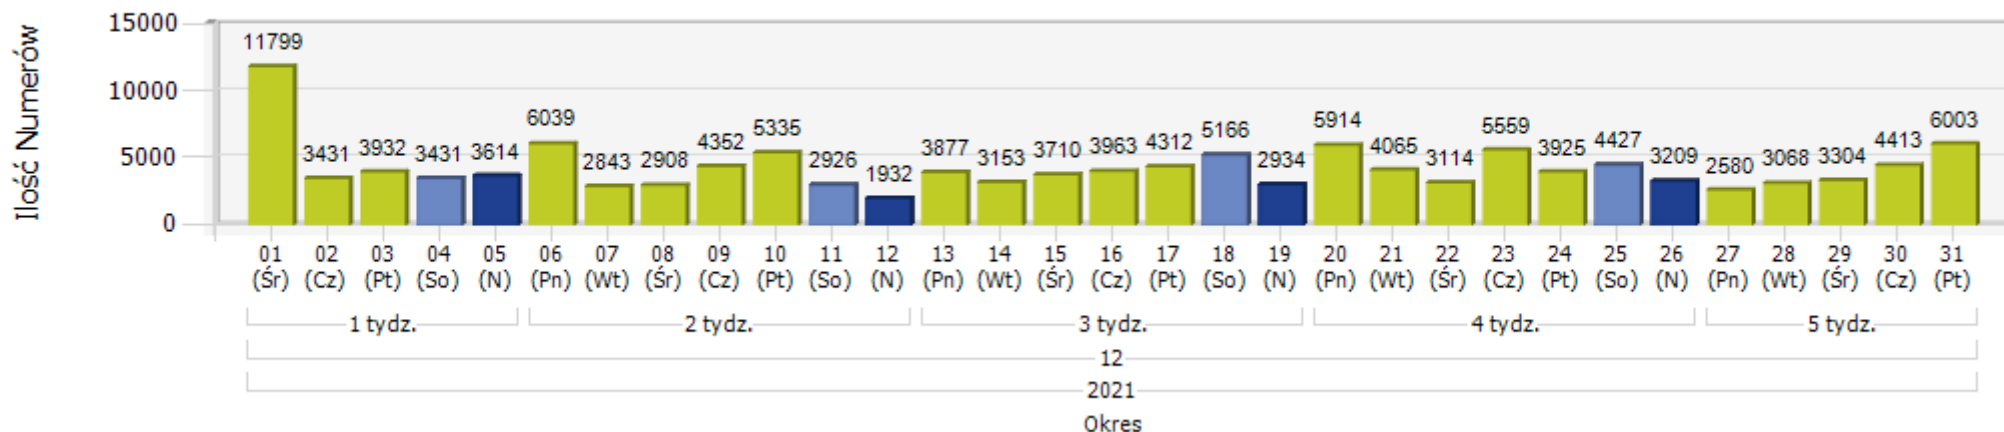 Ilość Numerów
15000
10000
5000
0
11799 3431 3932 3431 3614 6039 2843 2908 4352 5335 2926 1932 3877 3153 3710 3963 4312 5166 2934 5914 4065 3114 5559 3925 4427 3209 2580 3068 3304 4413 6003
01 02 03 04 05 06 07 08 09 10 11 12 13 14 15 16 17 18 19 20 21 22 23 24 25 26 27 28 29 30 31
(Śr) (Cz) (Pt) (So) (N) (Pn) (Wt) (Śr) (Cz) (Pt) (So) (N) (Pn) (Wt) (Śr) (Cz) (Pt) (So) (N) (Pn) (Wt) (Śr) (Cz) (Pt) (So) (N) (Pn) (Wt) (Śr) (Cz) (Pt)
1 tydz. 2 tydz. 3 tydz. 4 tydz. 5 tydz.
12
2021
Okres